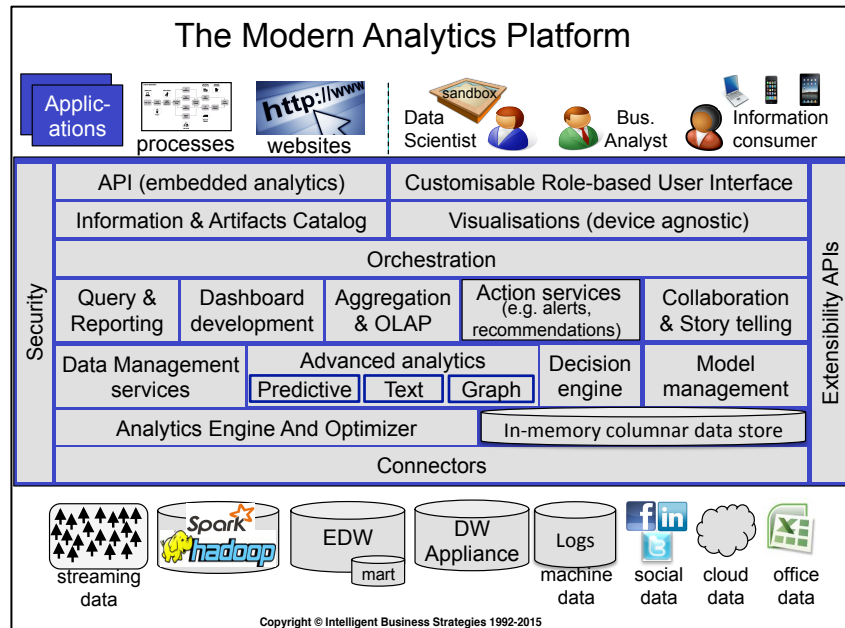 The Modern Analytics Platform
Applic-
ations
processes
http://www
websites
sandbox
Data
Scientist
Bus.
Analyst
Information
consumer
Security
API (embedded analytics)
Customisable Role-based User Interface
Information & Artifacts Catalog
Visualisations (device agnostic)
Orchestration
Query &
Reporting
Dashboard
development
Aggregation
& OLAP
Action services
(e.g. alerts,
recommendations)
Collaboration
& Story telling
Data Management
services
Advanced analytics
Predictive
Text
Graph
Decision
engine
Model
management
Analytics Engine And Optimizer
In-memory columnar data store
Connectors
Extensibility APIs
streaming
data
Spark
hadoop
EDW
mart
DW
Appliance
Logs
machine
data
f
in
t
social
data
cloud
data
X
office
data
Copyright © Intelligent Business Strategies 1992-2015